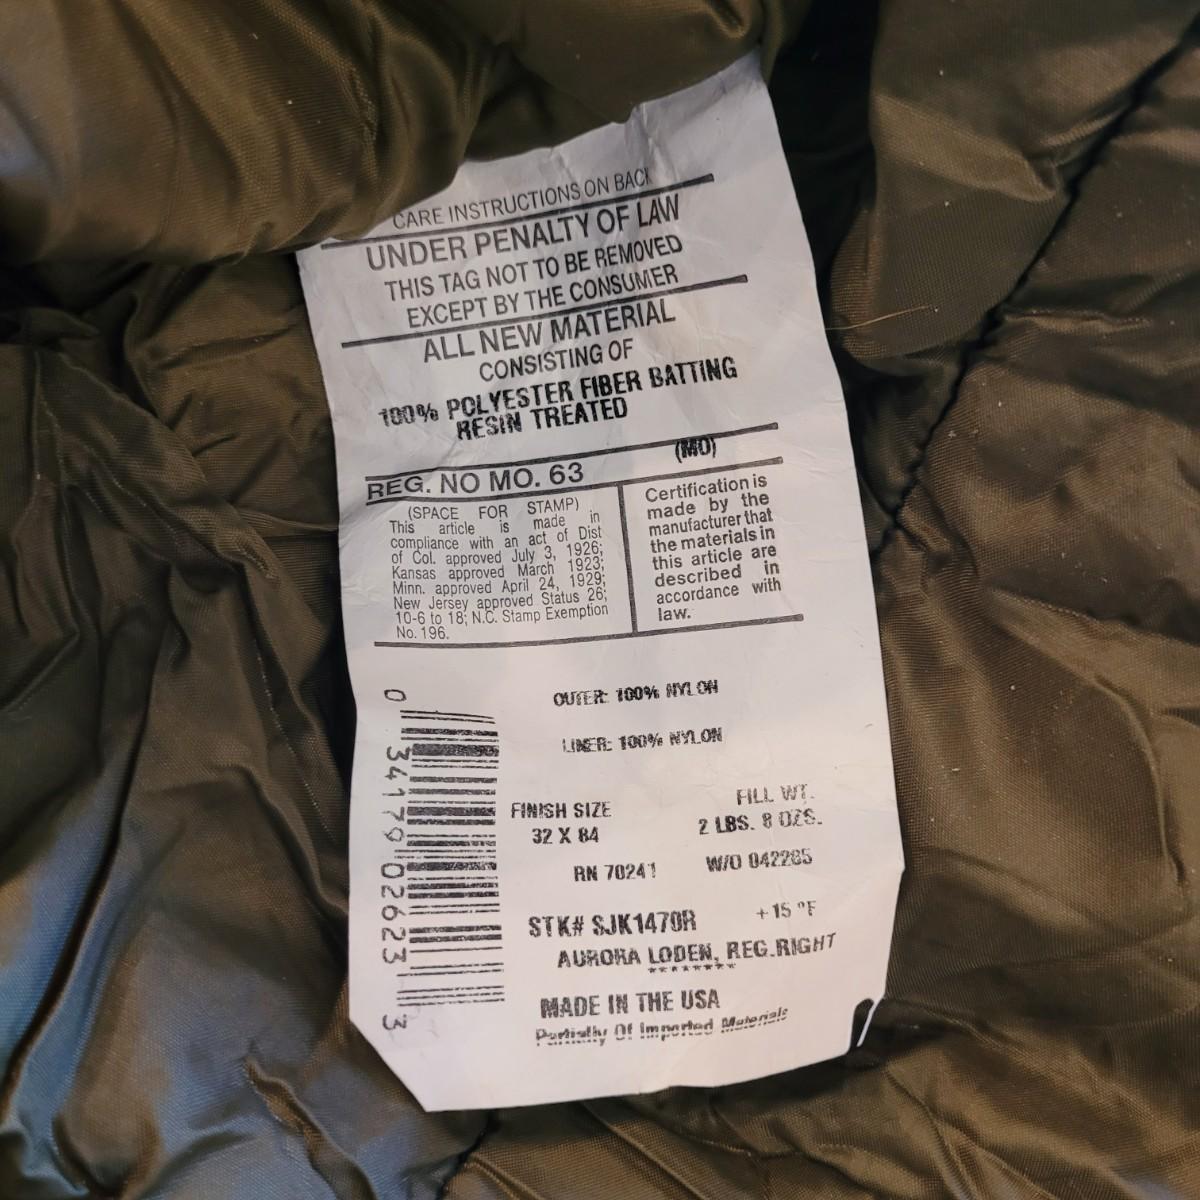 CARE INSTRUCTIONS ON BACK
UNDER PENALTY OF LAW
THIS TAG NOT TO BE REMOVED
EXCEPT BY THE CONSUMER
ALL NEW MATERIAL
CONSISTING OF
100% POLYESTER FIBER BATTING
RESIN TREATED
(MO)
REG. NO MO. 63
(SPACE FOR STAMP)
This article is made in
compliance with an act of Dist
of Col. approved July 3, 1926;
Kansas approved March 1923;
Minn. approved April 24, 1929;
New Jersey approved Status 26;
10-6 to 18; N.C. Stamp Exemption
No. 196.
Certification is
made by the
manufacturer that
the materials in
this article are
described in
accordance with
law.
OUTER: 100% NYLON
LINER: 100% NYLON
0 34179 02623 3
FINISH SIZE
32 X 84
FILL WT.
2 LBS. 8 OZS.
RN 70241
W/O 042285
STK# SJK1470R
+15 °F
AURORA LODEN, REG.RIGHT
********
MADE IN THE USA
Partially Of Imported Materials